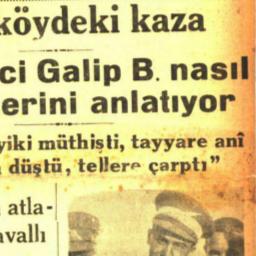 köydeki kaza
ci Galip B. nasıl
erini anlatıyor
yiki müthişti, tayyare anî
düştü, tellere çarptı”
atla-
avallı